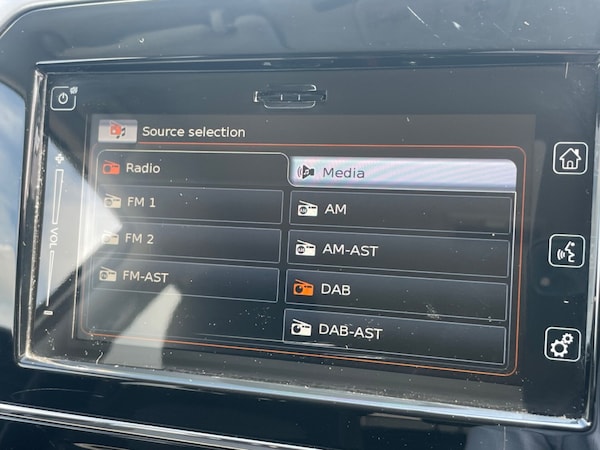 Source selection
Radio
Media
FM 1
AM
FM 2
AM-AST
FM-AST
DAB
DAB-AST
+
VOL
-